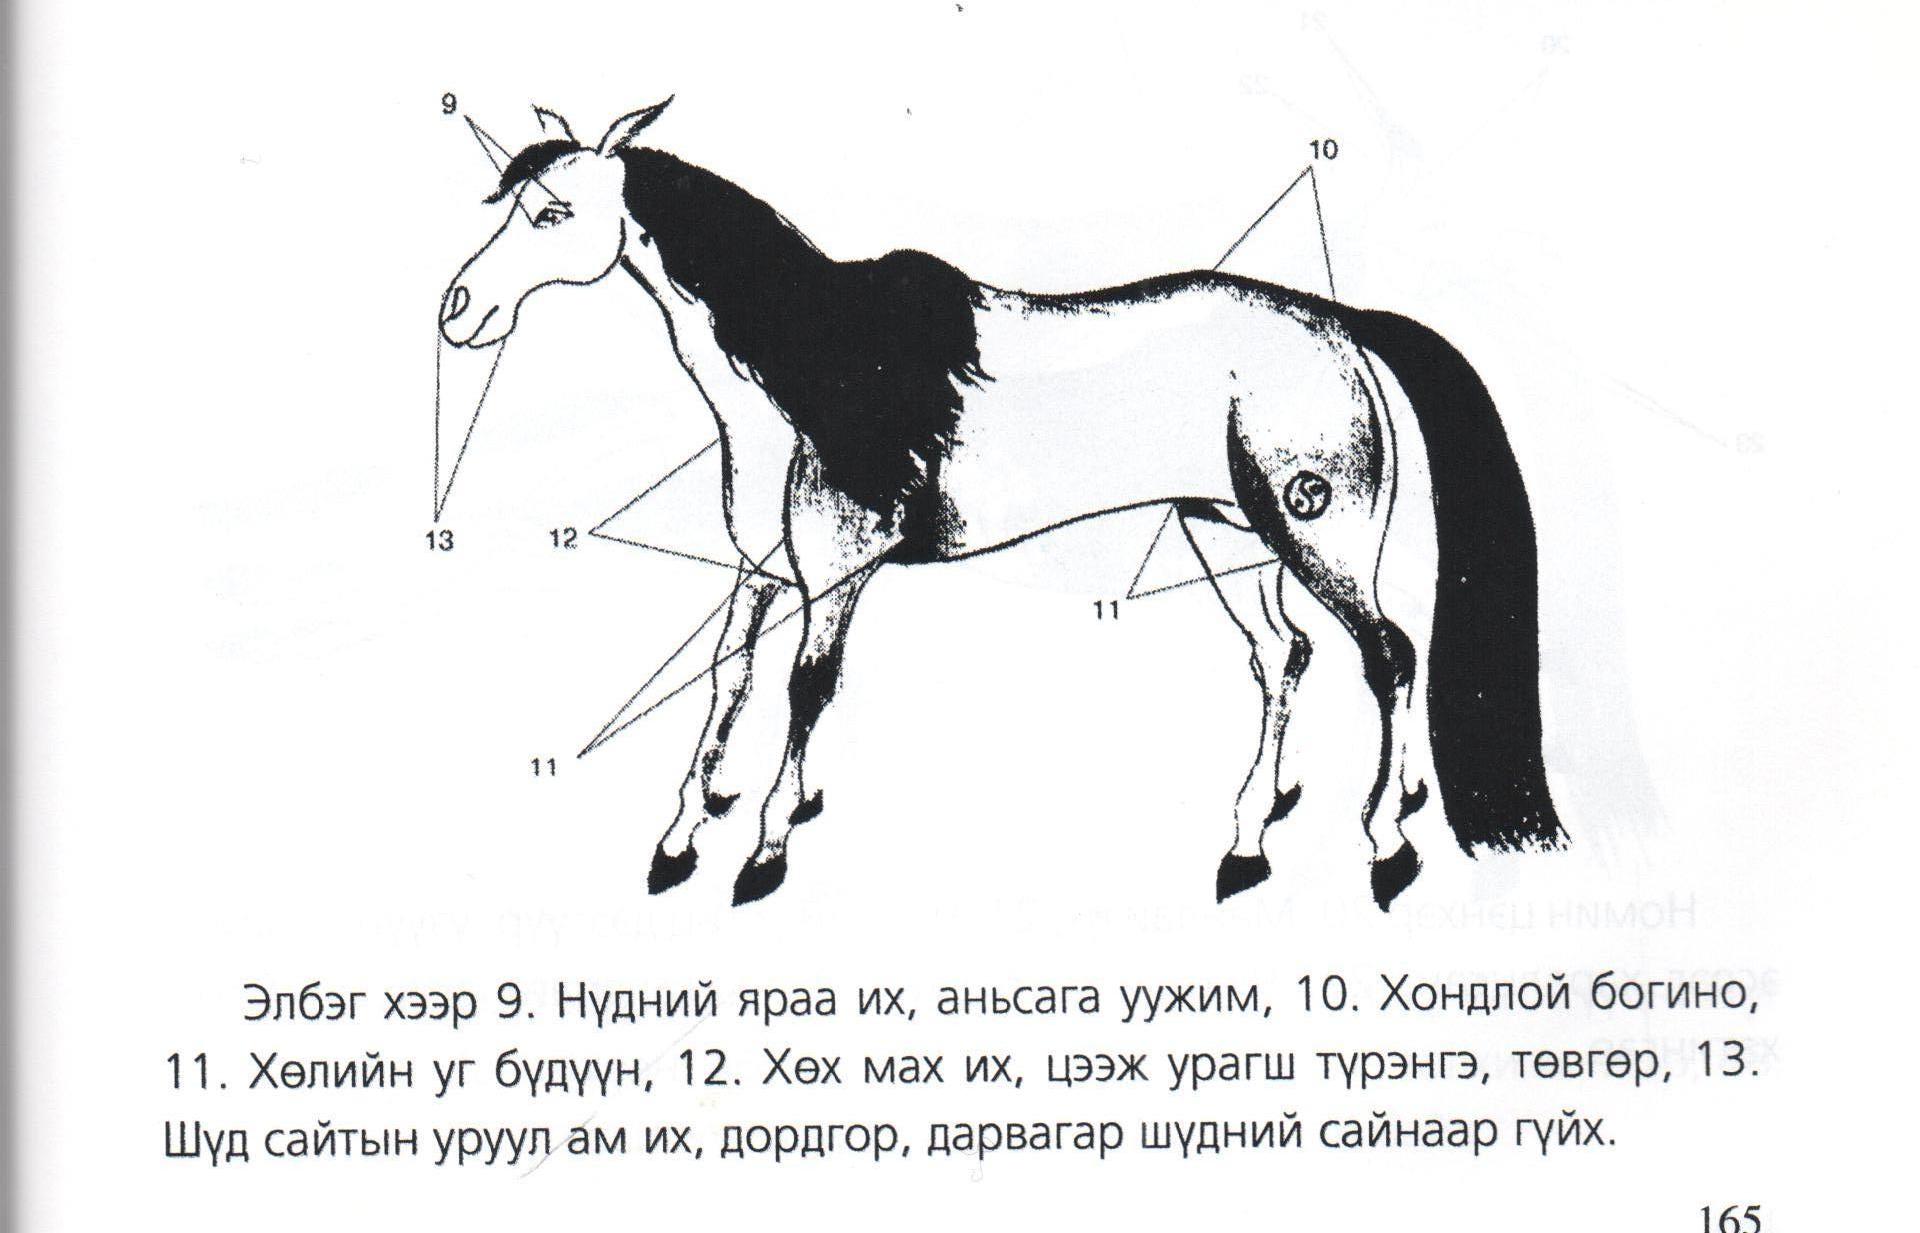 9
10
13
12
11
11
Элбэг хээр 9. Нүдний яраа их, аньсага уужим, 10. Хондлой богино,
11. Хөлийн уг бүдүүн, 12. Хөх мах их, цээж урагш түрэнгэ, төвгөр, 13.
Шүд сайтын уруул ам их, дордгор, дарвагар шүдний сайнаар гүйх.
165